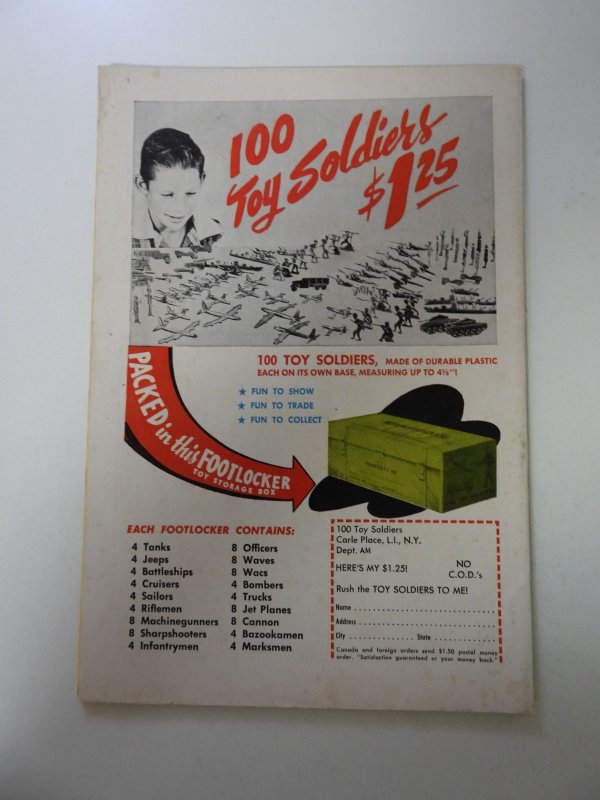 100
Toy Soldiers
$1.25
100 TOY SOLDIERS, MADE OF DURABLE PLASTIC
EACH ON ITS OWN BASE, MEASURING UP TO 4½"!
★ FUN TO SHOW
★ FUN TO TRADE
★ FUN TO COLLECT
PACKED in this FOOTLOCKER
TOY STORAGE BOX
EACH FOOTLOCKER CONTAINS:
4 Tanks
4 Jeeps
4 Battleships
4 Cruisers
4 Sailors
4 Riflemen
8 Machinegunners
8 Sharpshooters
4 Infantrymen
8 Officers
8 Waves
8 Wacs
4 Bombers
4 Trucks
8 Jet Planes
8 Cannon
4 Bazookamen
4 Marksmen
100 Toy Soldiers
Carle Place, L.I., N.Y.
Dept. AM
HERE'S MY $1.25!
NO
C.O.D.'s
Rush the TOY SOLDIERS TO ME!
Name
Address
City State
Canada and foreign orders send $1.50 postal money
order. "Satisfaction guaranteed or your money back."